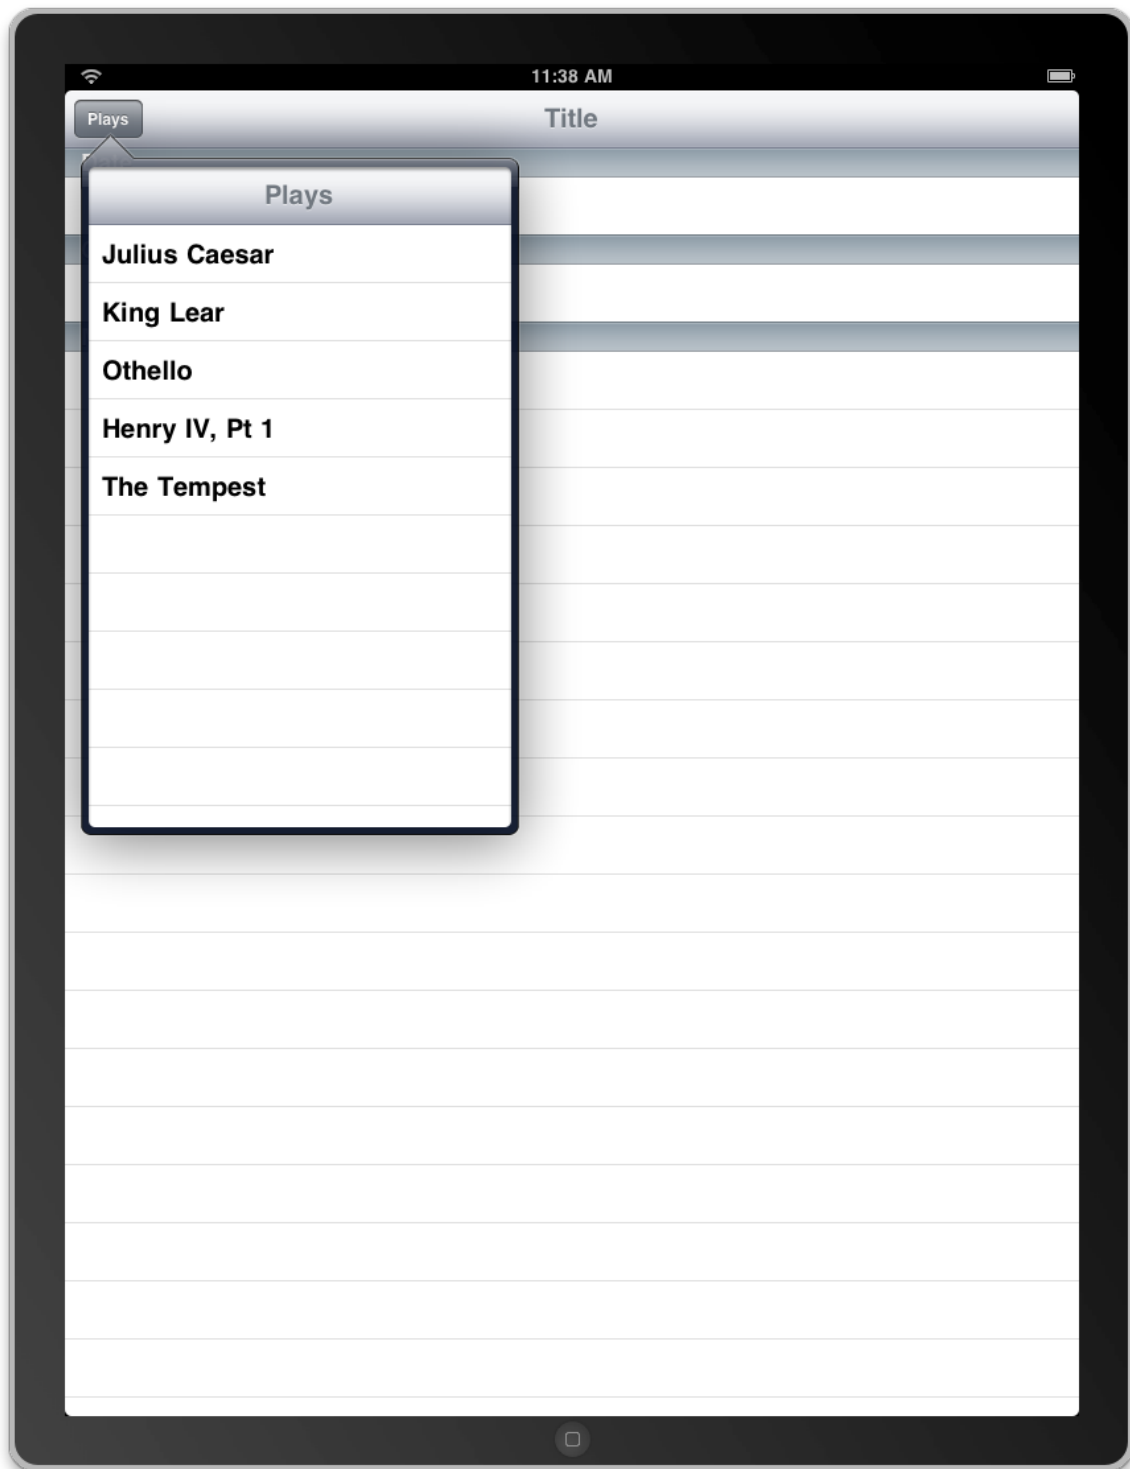 11:38 AM
Plays
Title
Plays
Julius Caesar
King Lear
Othello
Henry IV, Pt 1
The Tempest